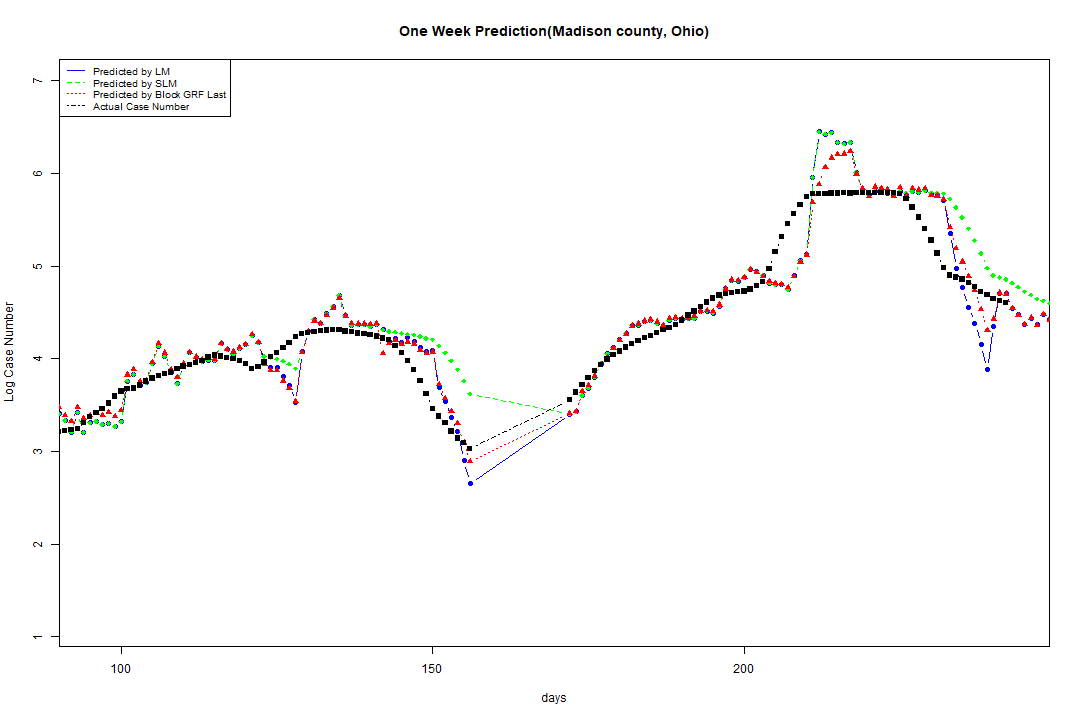 One Week Prediction(Madison county, Ohio)
Predicted by LM
Predicted by SLM
Predicted by Block GRF Last
Actual Case Number
7
6
5
4
3
2
1
Log Case Number
100
150
200
days